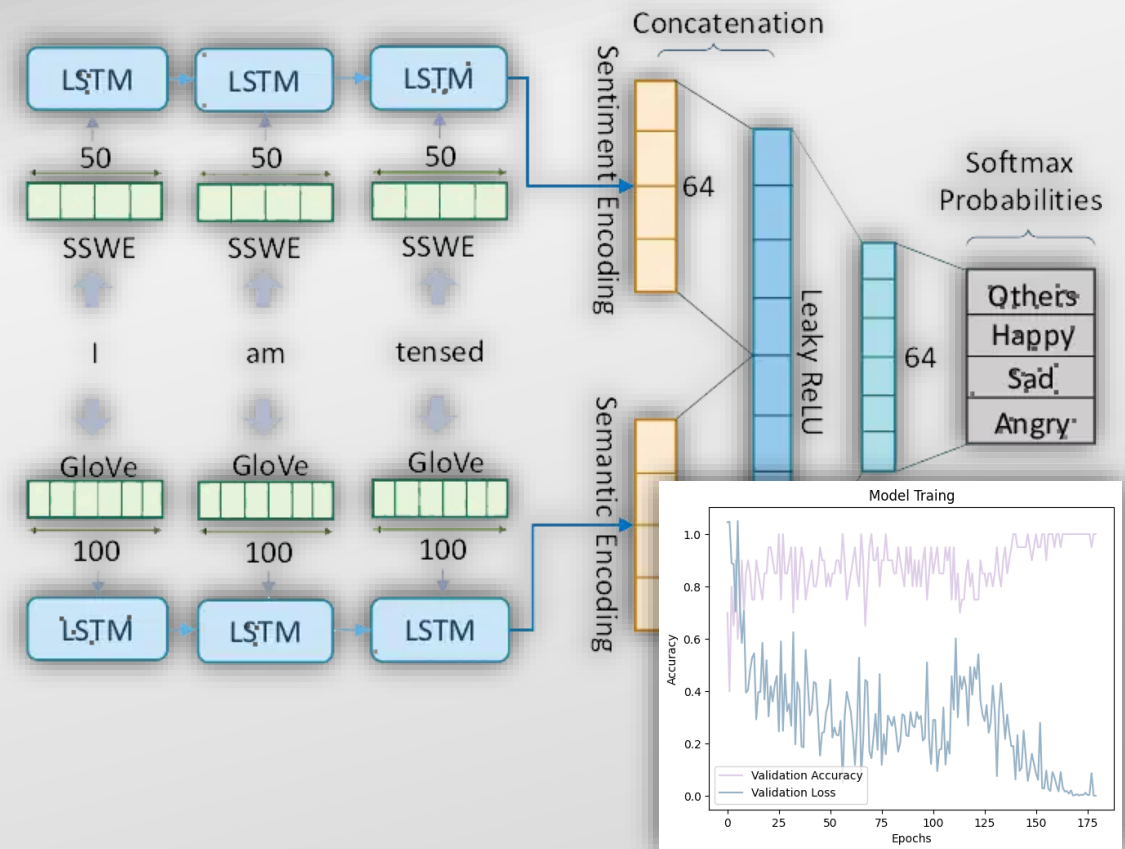 Concatenation
LSTM
LSTM
LSTM
50
50
50
SSWE
SSWE
SSWE
Sentiment Encoding
64
Softmax
Probabilities
Others
Happy
Sad
Angry
I
am
tensed
Leaky ReLU
64
GloVe
GloVe
GloVe
100
100
100
LSTM
LSTM
LSTM
Semantic Encoding
Model Traing
Accuracy
1.0
0.8
0.6
0.4
0.2
0.0
Validation Accuracy
Validation Loss
0
25
50
75
100
125
150
175
Epochs